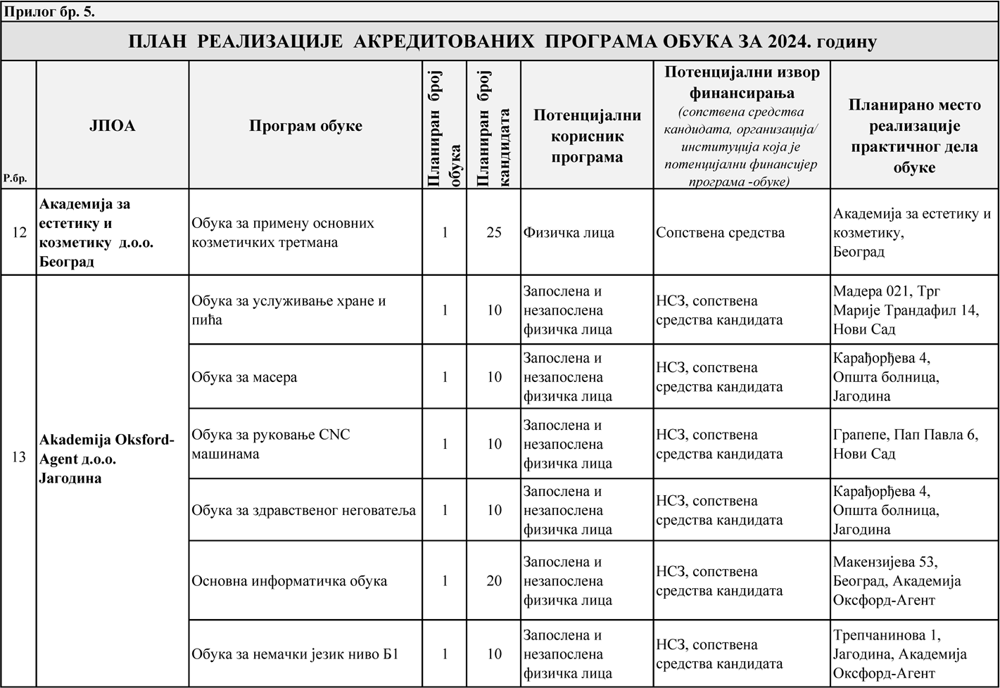 Прилог бр. 5.
ПЛАН РЕАЛИЗАЦИЈЕ АКРЕДИТОВАНИХ ПРОГРАМА ОБУКА ЗА 2024. годину
Р.бр.
ЈПОА
Програм обуке
Планиран број
обука
Планиран број
кандидата
Потенцијални
корисник
програма
Потенцијални извор
финансирања
(сопствена средства
кандидата, организација/
институција која је
потенцијални финансијер
програма -обуке)
Планирано место
реализације
практичног дела
обуке
12
Академија за
естетику и
козметику д.о.о.
Београд
Обука за примену основних
козметичких третмана
1
25
Физичка лица
Сопствена средства
Академија за естетику и
козметику,
Београд
13
Akademija Oksford-
Agent д.о.о.
Јагодина
Обука за услуживање хране и
пића
1
10
Запослена и
незапослена
физичка лица
НСЗ, сопствена
средства кандидата
Мадера 021, Трг
Марије Трандафил 14,
Нови Сад
Обука за масера
1
10
Запослена и
незапослена
физичка лица
НСЗ, сопствена
средства кандидата
Карађорђева 4,
Општа болница,
Јагодина
Обука за руковање CNC
машинама
1
10
Запослена и
незапослена
физичка лица
НСЗ, сопствена
средства кандидата
Грапепе, Пап Павла 6,
Нови Сад
Обука за здравственог неговатеља
1
10
Запослена и
незапослена
физичка лица
НСЗ, сопствена
средства кандидата
Карађорђева 4,
Општа болница,
Јагодина
Основна информатичка обука
1
20
Запослена и
незапослена
физичка лица
НСЗ, сопствена
средства кандидата
Макензијева 53,
Београд, Академија
Оксфорд-Агент
Обука за немачки језик ниво Б1
1
10
Запослена и
незапослена
физичка лица
НСЗ, сопствена
средства кандидата
Трепчанинова 1,
Јагодина, Академија
Оксфорд-Агент